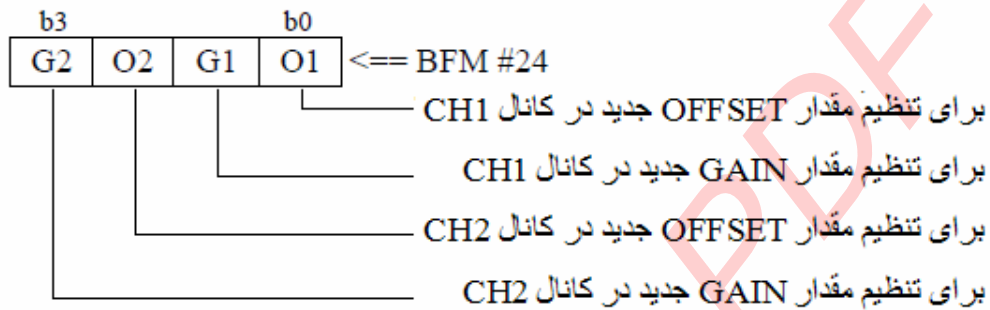 b3 b0
G2 O2 G1 O1 <== BFM #24
برای تنظیم مقدار OFFSET جدید در کانال CH1
برای تنظیم مقدار GAIN جدید در کانال CH1
برای تنظیم مقدار OFFSET جدید در کانال CH2
برای تنظیم مقدار GAIN جدید در کانال CH2
PDF